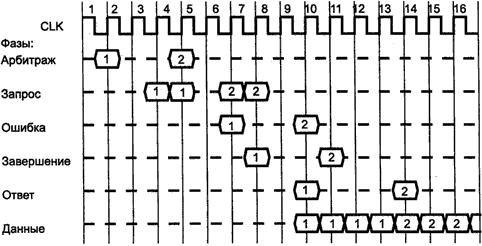 1 2 3 4 5 6 7 8 9 10 11 12 13 14 15 16
CLK
Фазы:
Арбитраж 1 2
Запрос 1 1 2 2
Ошибка 1 2
Завершение 1 2
Ответ 1 2
Данные 1 1 1 1 2 2 2